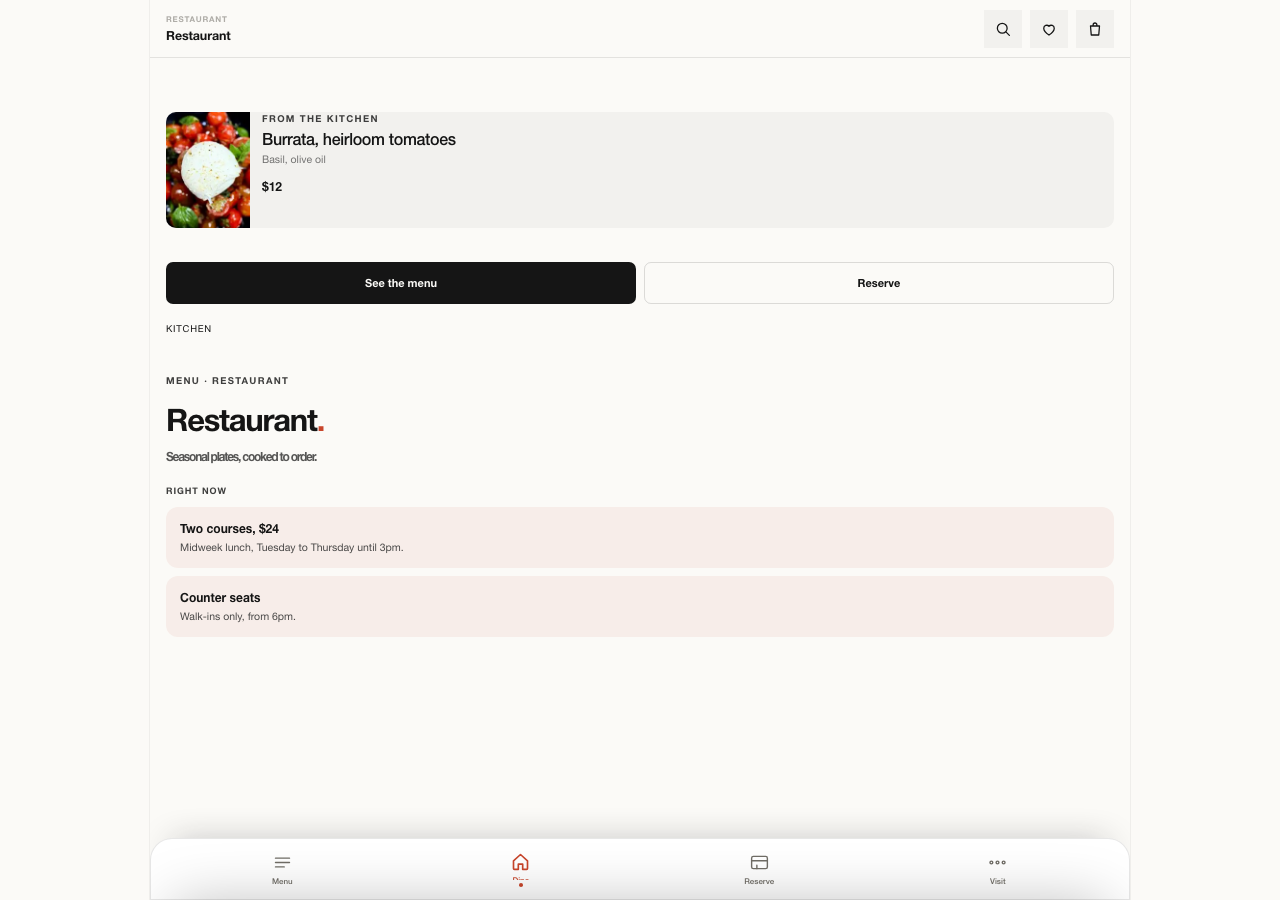 RESTAURANT
Restaurant
FROM THE KITCHEN
Burrata, heirloom tomatoes
Basil, olive oil
$12
See the menu
Reserve
KITCHEN
MENU · RESTAURANT
Restaurant.
Seasonal plates, cooked to order.
RIGHT NOW
Two courses, $24
Midweek lunch, Tuesday to Thursday until 3pm.
Counter seats
Walk-ins only, from 6pm.
Menu
Reserve
Visit